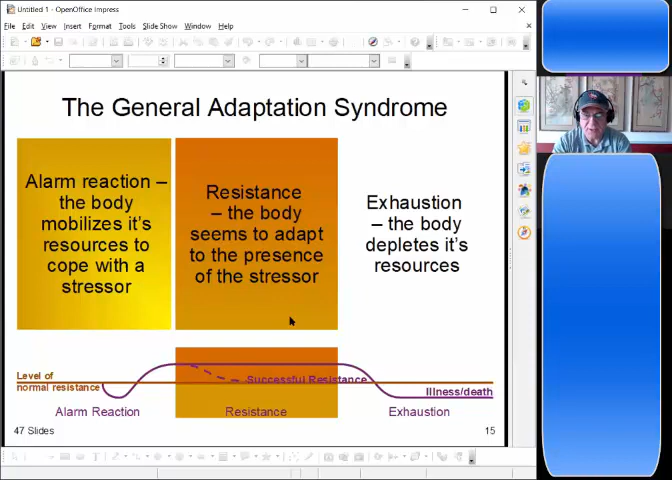 Untitled 1 - OpenOffice Impress
File Edit View Insert Format Tools Slide Show Window Help
The General Adaptation Syndrome
Alarm reaction –
the body
mobilizes it's
resources to
cope with a
stressor
Resistance
– the body
seems to adapt
to the presence
of the stressor
Exhaustion
– the body
depletes it's
resources
Level of
normal resistance
Successful Resistance
Illness/death
Alarm Reaction
Resistance
Exhaustion
47 Slides
15